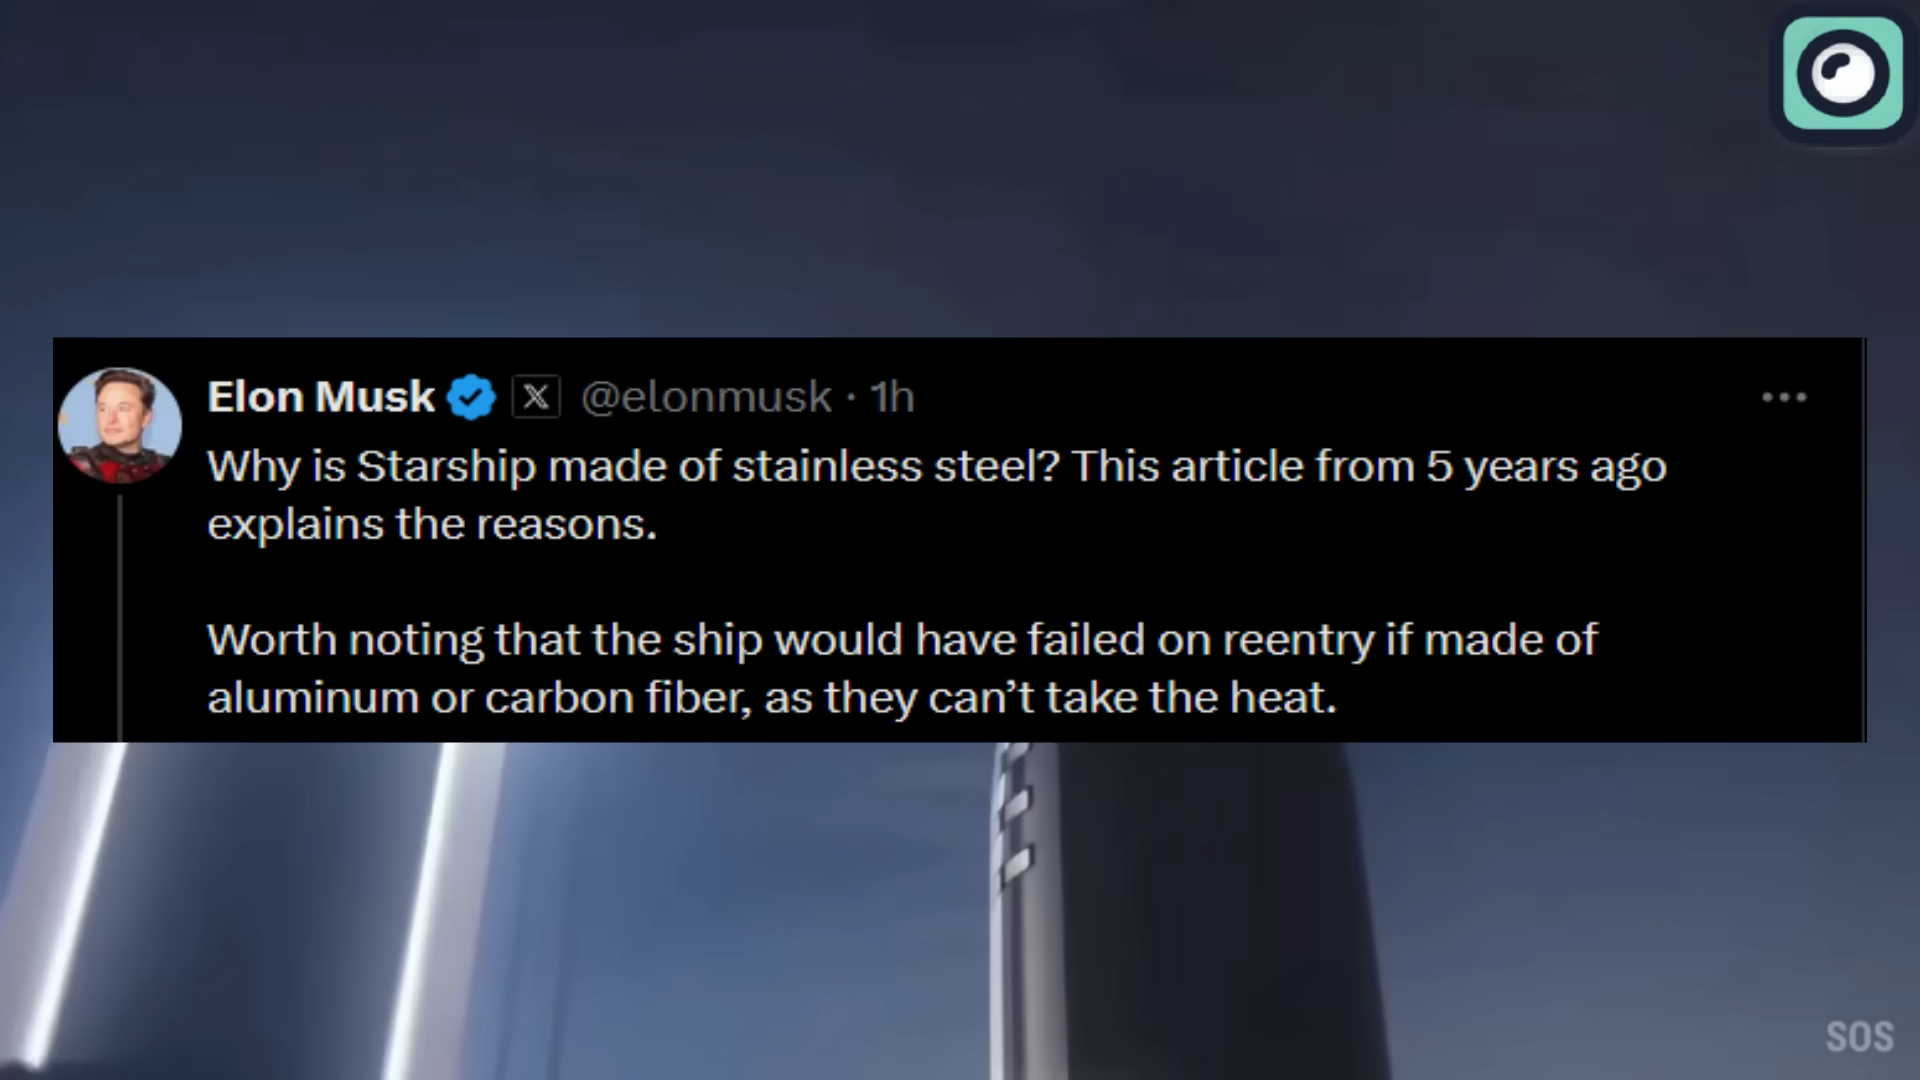 Elon Musk X @elonmusk · 1h
Why is Starship made of stainless steel? This article from 5 years ago
explains the reasons.
Worth noting that the ship would have failed on reentry if made of
aluminum or carbon fiber, as they can’t take the heat.
SOS